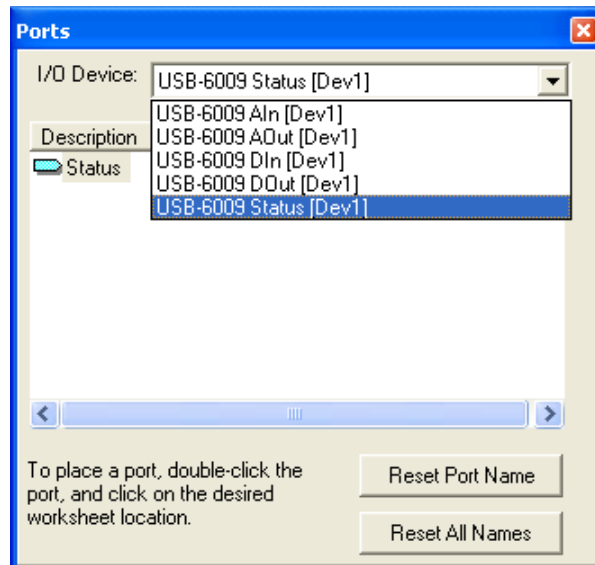 Ports
I/O Device:
USB-6009 Status [Dev1]
USB-6009 AIn [Dev1]
USB-6009 AOut [Dev1]
USB-6009 DIn [Dev1]
USB-6009 DOut [Dev1]
USB-6009 Status [Dev1]
Description
Status
To place a port, double-click the
port, and click on the desired
worksheet location.
Reset Port Name
Reset All Names